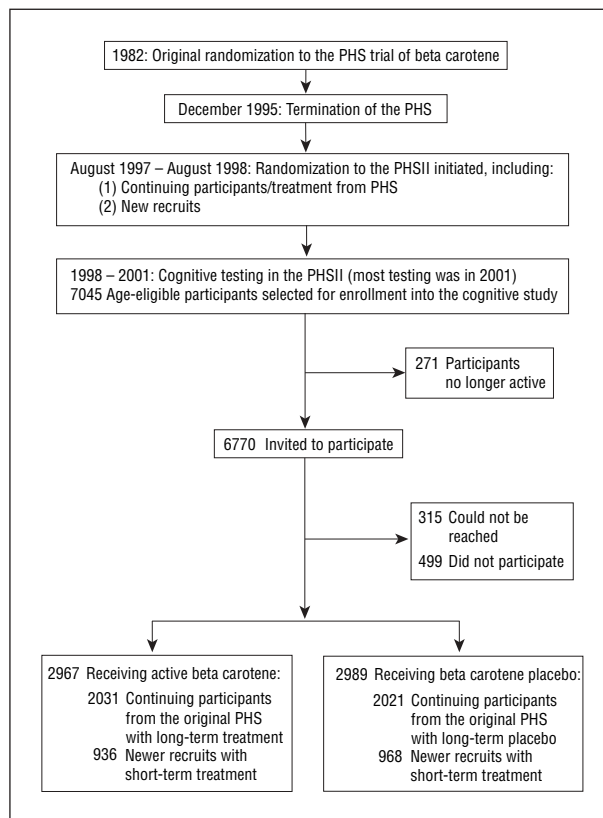 1982: Original randomization to the PHS trial of beta carotene
December 1995: Termination of the PHS
August 1997 – August 1998: Randomization to the PHSII initiated, including:
(1) Continuing participants/treatment from PHS
(2) New recruits
1998 – 2001: Cognitive testing in the PHSII (most testing was in 2001)
7045 Age-eligible participants selected for enrollment into the cognitive study
271 Participants
no longer active
6770 Invited to participate
315 Could not be
reached
499 Did not participate
2967 Receiving active beta carotene:
2031 Continuing participants
from the original PHS
with long-term treatment
936 Newer recruits with
short-term treatment
2989 Receiving beta carotene placebo:
2021 Continuing participants
from the original PHS
with long-term placebo
968 Newer recruits with
short-term treatment